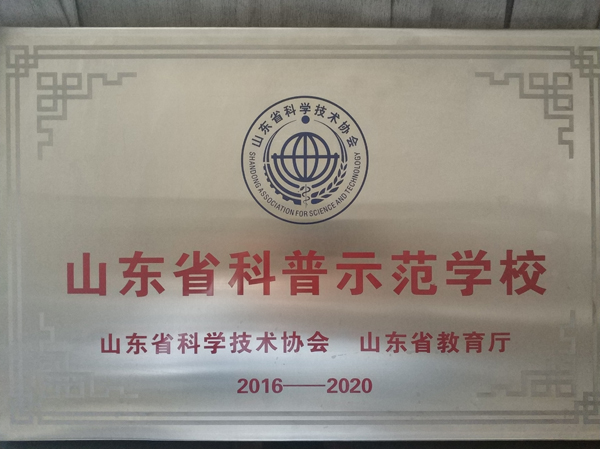 山东省科学技术协会
SHANDONG ASSOCIATION FOR SCIENCE AND TECHNOLOGY
山东省科普示范学校
山东省科学技术协会 山东省教育厅
2016——2020